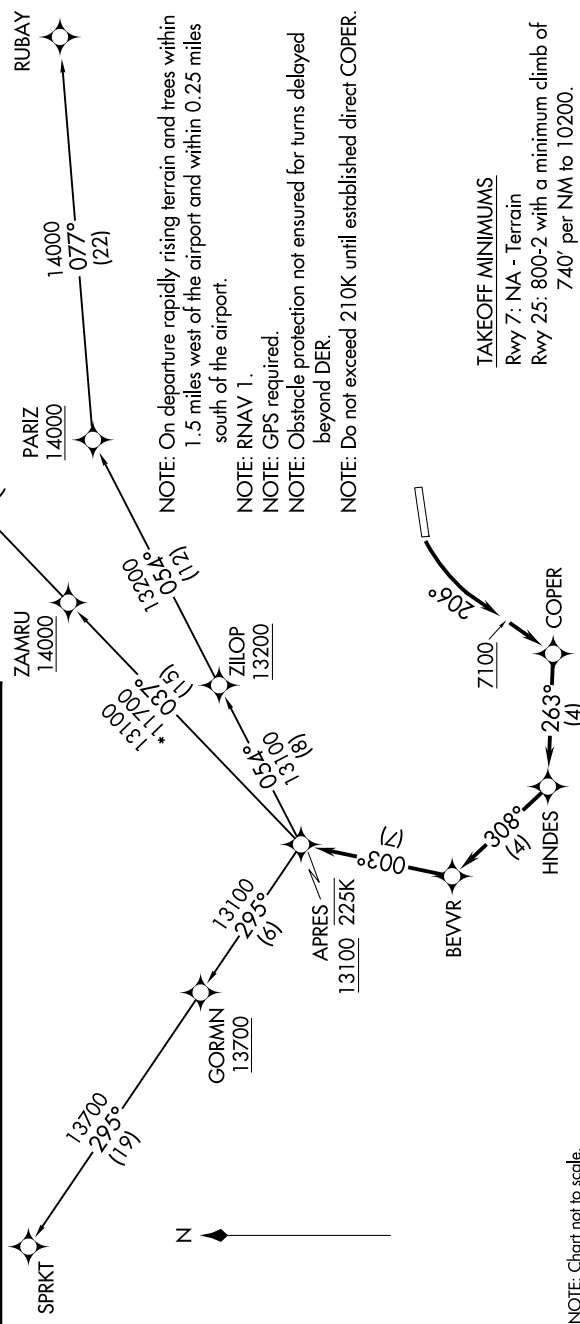 RUBAY
14000
077°
(22)
PARIZ
14000
ZAMRU
14000
13200
054°
(12)
ZILOP
13200
13100
*11700
037°
(15)
054°
13100
(8)
APRES 225K
13100
13100
295°
(6)
GORMN
13700
13700
295°
(19)
SPRKT
N
003°
(7)
BEVVR
308°
(4)
HNDES
263°
(4)
COPER
7100
206°
NOTE: On departure rapidly rising terrain and trees within
1.5 miles west of the airport and within 0.25 miles
south of the airport.
NOTE: RNAV 1.
NOTE: GPS required.
NOTE: Obstacle protection not ensured for turns delayed
beyond DER.
NOTE: Do not exceed 210K until established direct COPER.
TAKEOFF MINIMUMS
Rwy 7: NA - Terrain
Rwy 25: 800-2 with a minimum climb of
740' per NM to 10200.
NOTE: Chart not to scale.